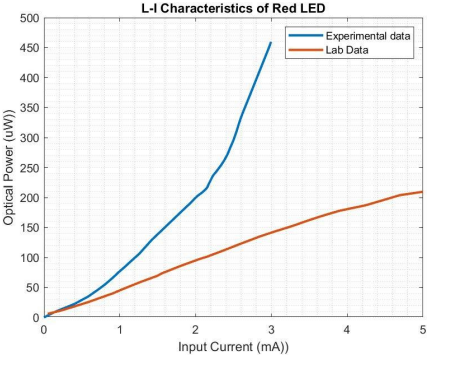 L-I Characteristics of Red LED
500
450
400
350
300
250
200
150
100
50
0
Optical Power (uW))
Experimental data
Lab Data
0 1 2 3 4 5
Input Current (mA))